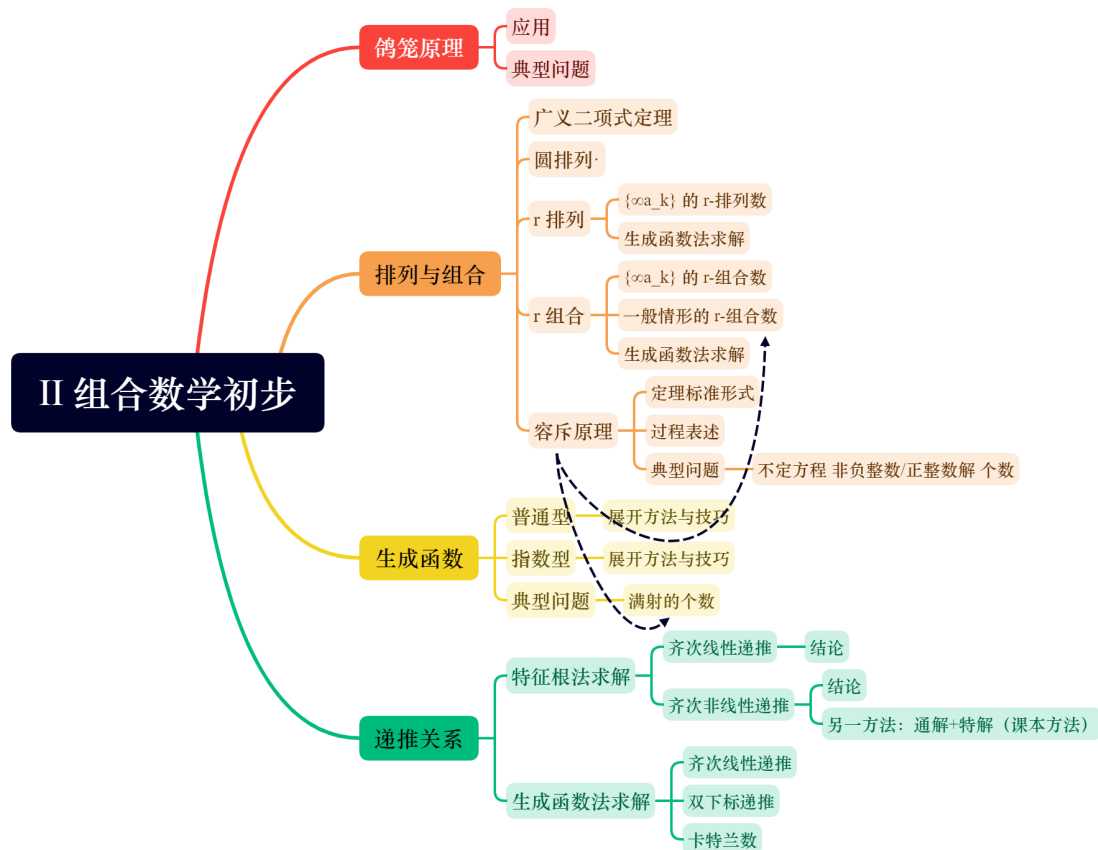 II 组合数学初步
鸽笼原理
应用
典型问题
排列与组合
广义二项式定理
圆排列·
r 排列
{∞a_k} 的 r-排列数
生成函数法求解
r 组合
{∞a_k} 的 r-组合数
一般情形的 r-组合数
生成函数法求解
容斥原理
定理标准形式
过程表述
典型问题
不定方程 非负整数/正整数解 个数
生成函数
普通型
展开方法与技巧
指数型
展开方法与技巧
典型问题
满射的个数
递推关系
特征根法求解
齐次线性递推
结论
齐次非线性递推
结论
另一方法：通解+特解（课本方法）
生成函数法求解
齐次线性递推
双下标递推
卡特兰数